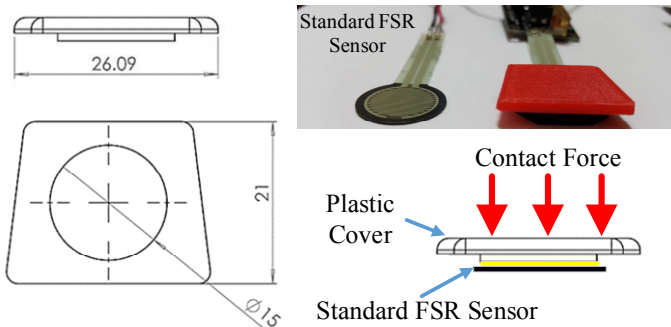 26.09
21
Ø15
Standard FSR
Sensor
Contact Force
Plastic
Cover
Standard FSR Sensor